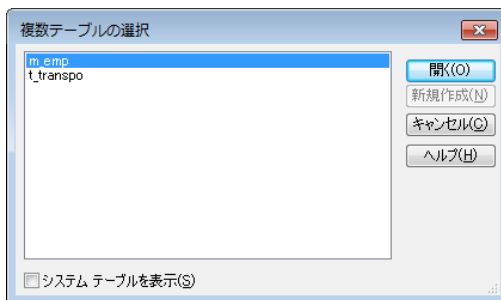 複数テーブルの選択
m_emp
t_transpo
開く(O)
新規作成(N)
キャンセル(C)
ヘルプ(H)
システム テーブルを表示(S)